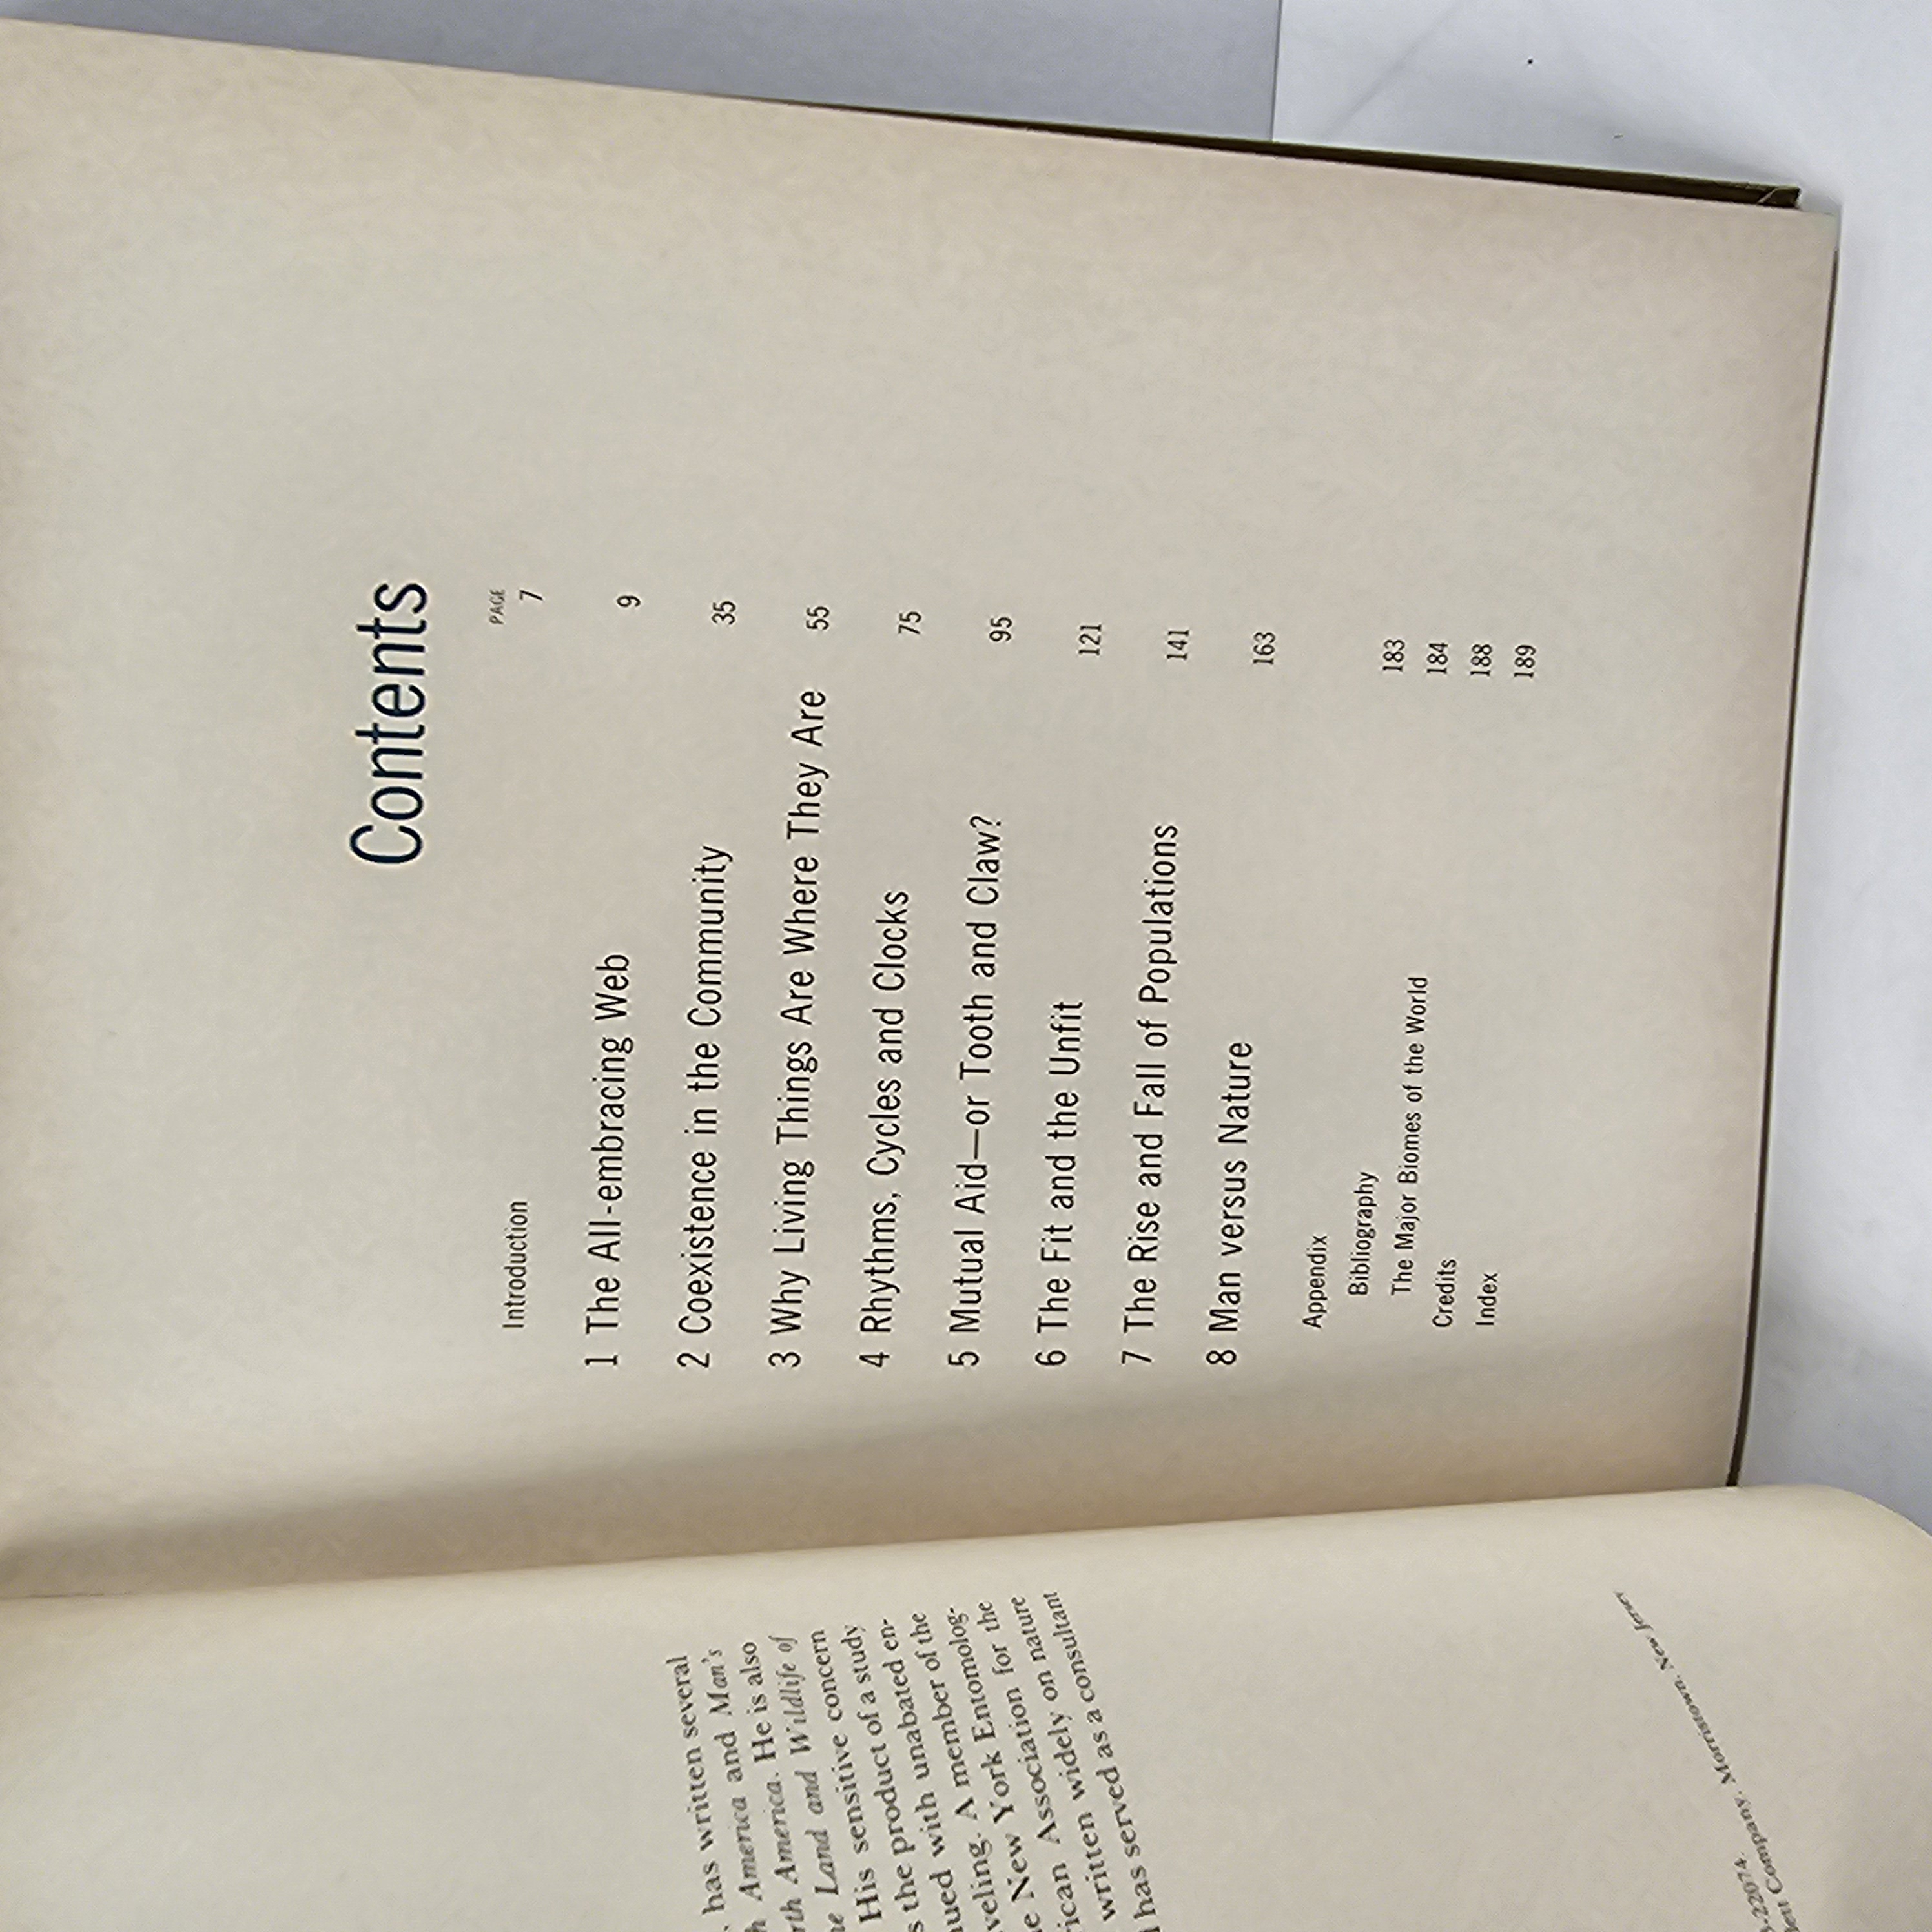 , has written several
America and Man's
rth America. He is also
Land and Wildlife of
His sensitive concern
s the product of a study
nued with unabated en-
veling. A member of the
New York Entomolog-
rican Association for the
written widely on nature
has served as a consultant
-22074.
lett Company, Morristown, New Jersey
Contents
PAGE
Introduction 7
1 The All-embracing Web 9
2 Coexistence in the Community 35
3 Why Living Things Are Where They Are 55
4 Rhythms, Cycles and Clocks 75
5 Mutual Aid—or Tooth and Claw? 95
6 The Fit and the Unfit 121
7 The Rise and Fall of Populations 141
8 Man versus Nature 163
Appendix
Bibliography 183
The Major Biomes of the World 184
Credits 188
Index 189